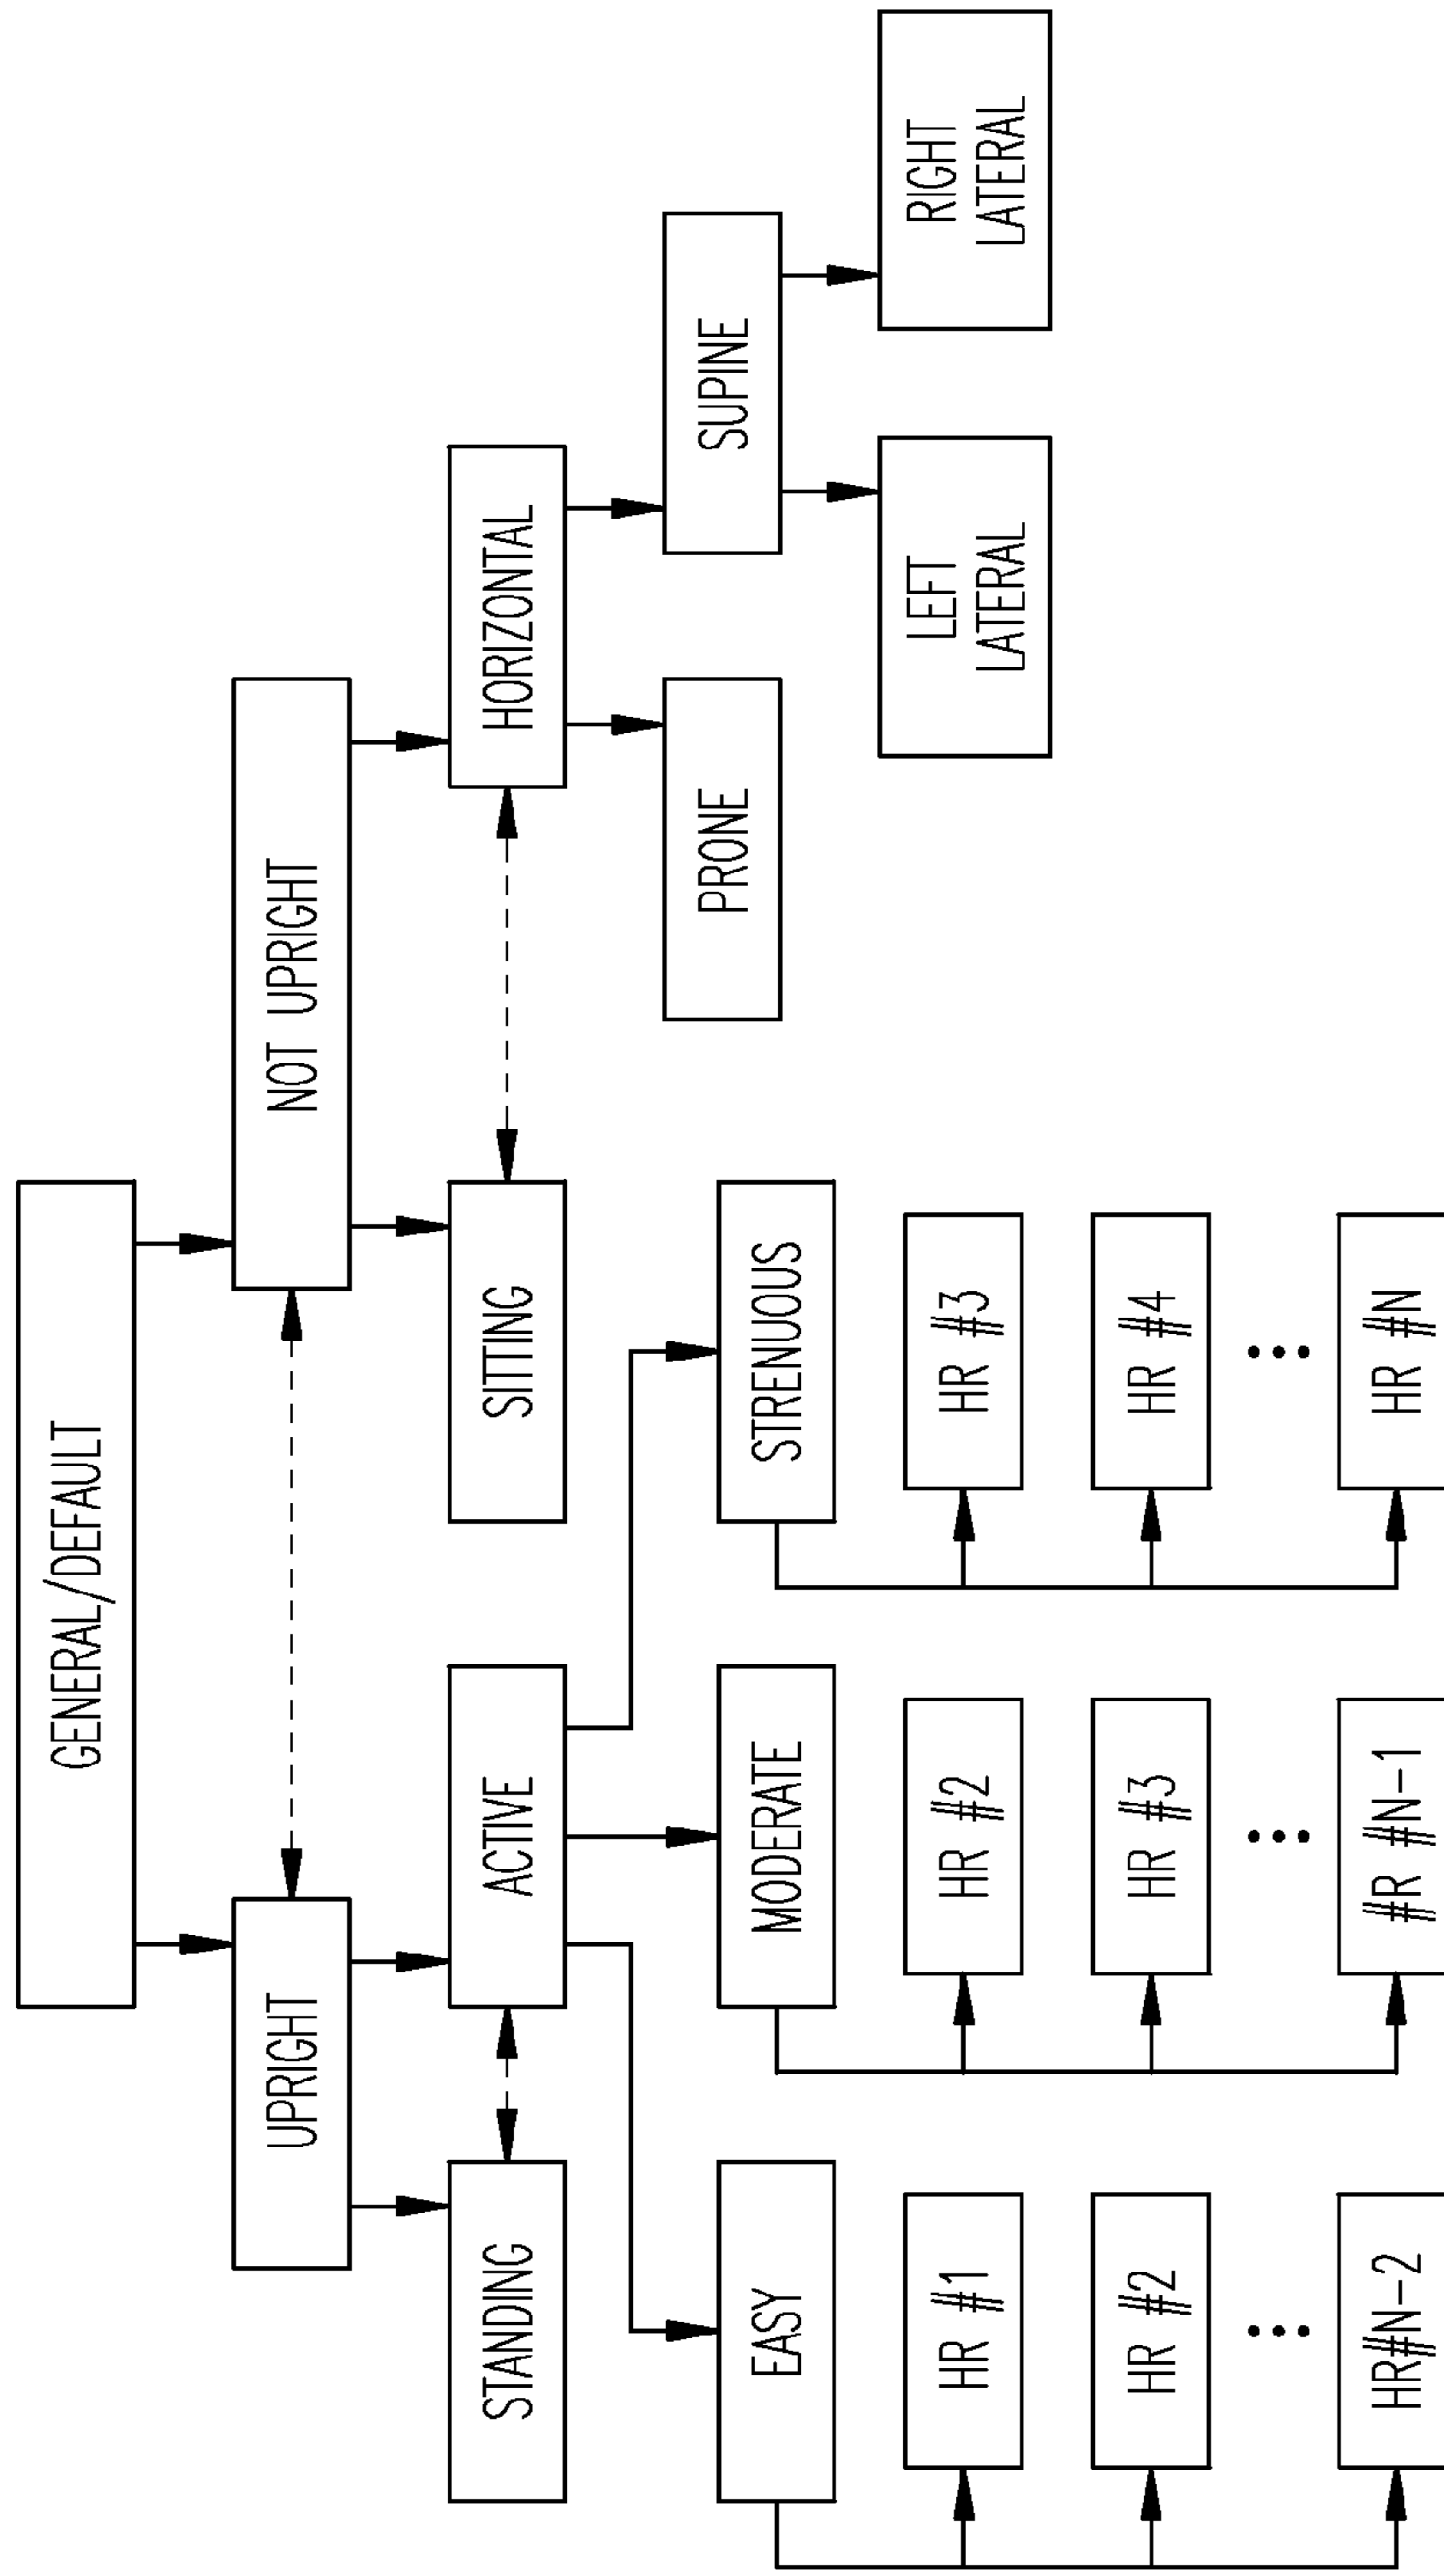 GENERAL/DEFAULT
UPRIGHT
NOT UPRIGHT
STANDING
ACTIVE
SITTING
HORIZONTAL
EASY
MODERATE
STRENUOUS
PRONE
SUPINE
HR #1
HR #2
HR #3
LEFT
LATERAL
RIGHT
LATERAL
HR #2
HR #3
HR #4
HR#N-2
#R #N-1
HR #N